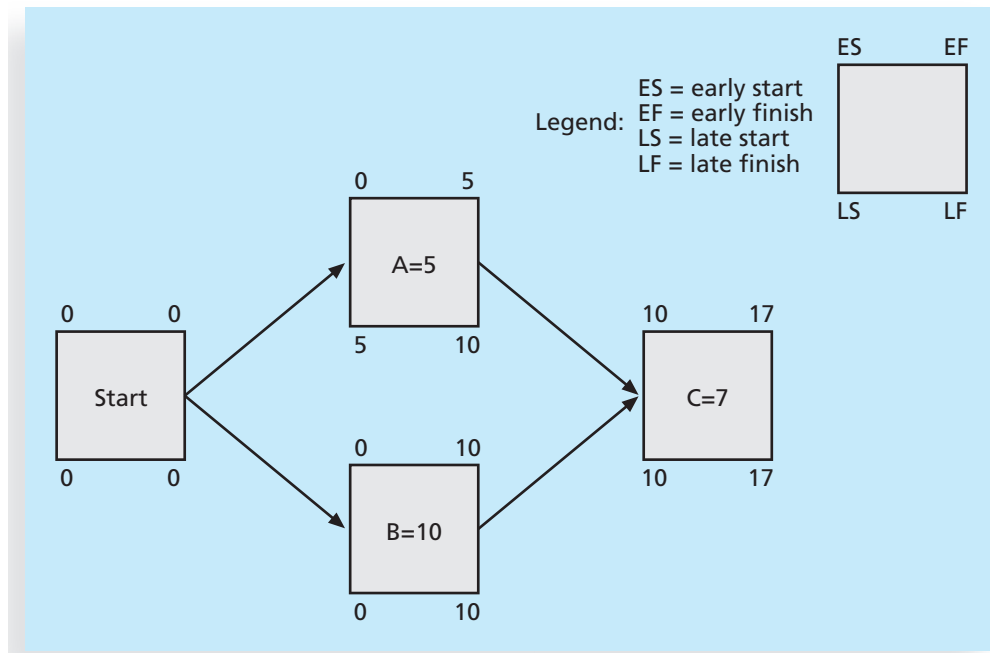 ES EF
ES = early start
EF = early finish
Legend:
LS = late start
LF = late finish
LS LF
0 5
A=5
5 10
0 0
Start
0 0
10 17
C=7
10 17
0 10
B=10
0 10